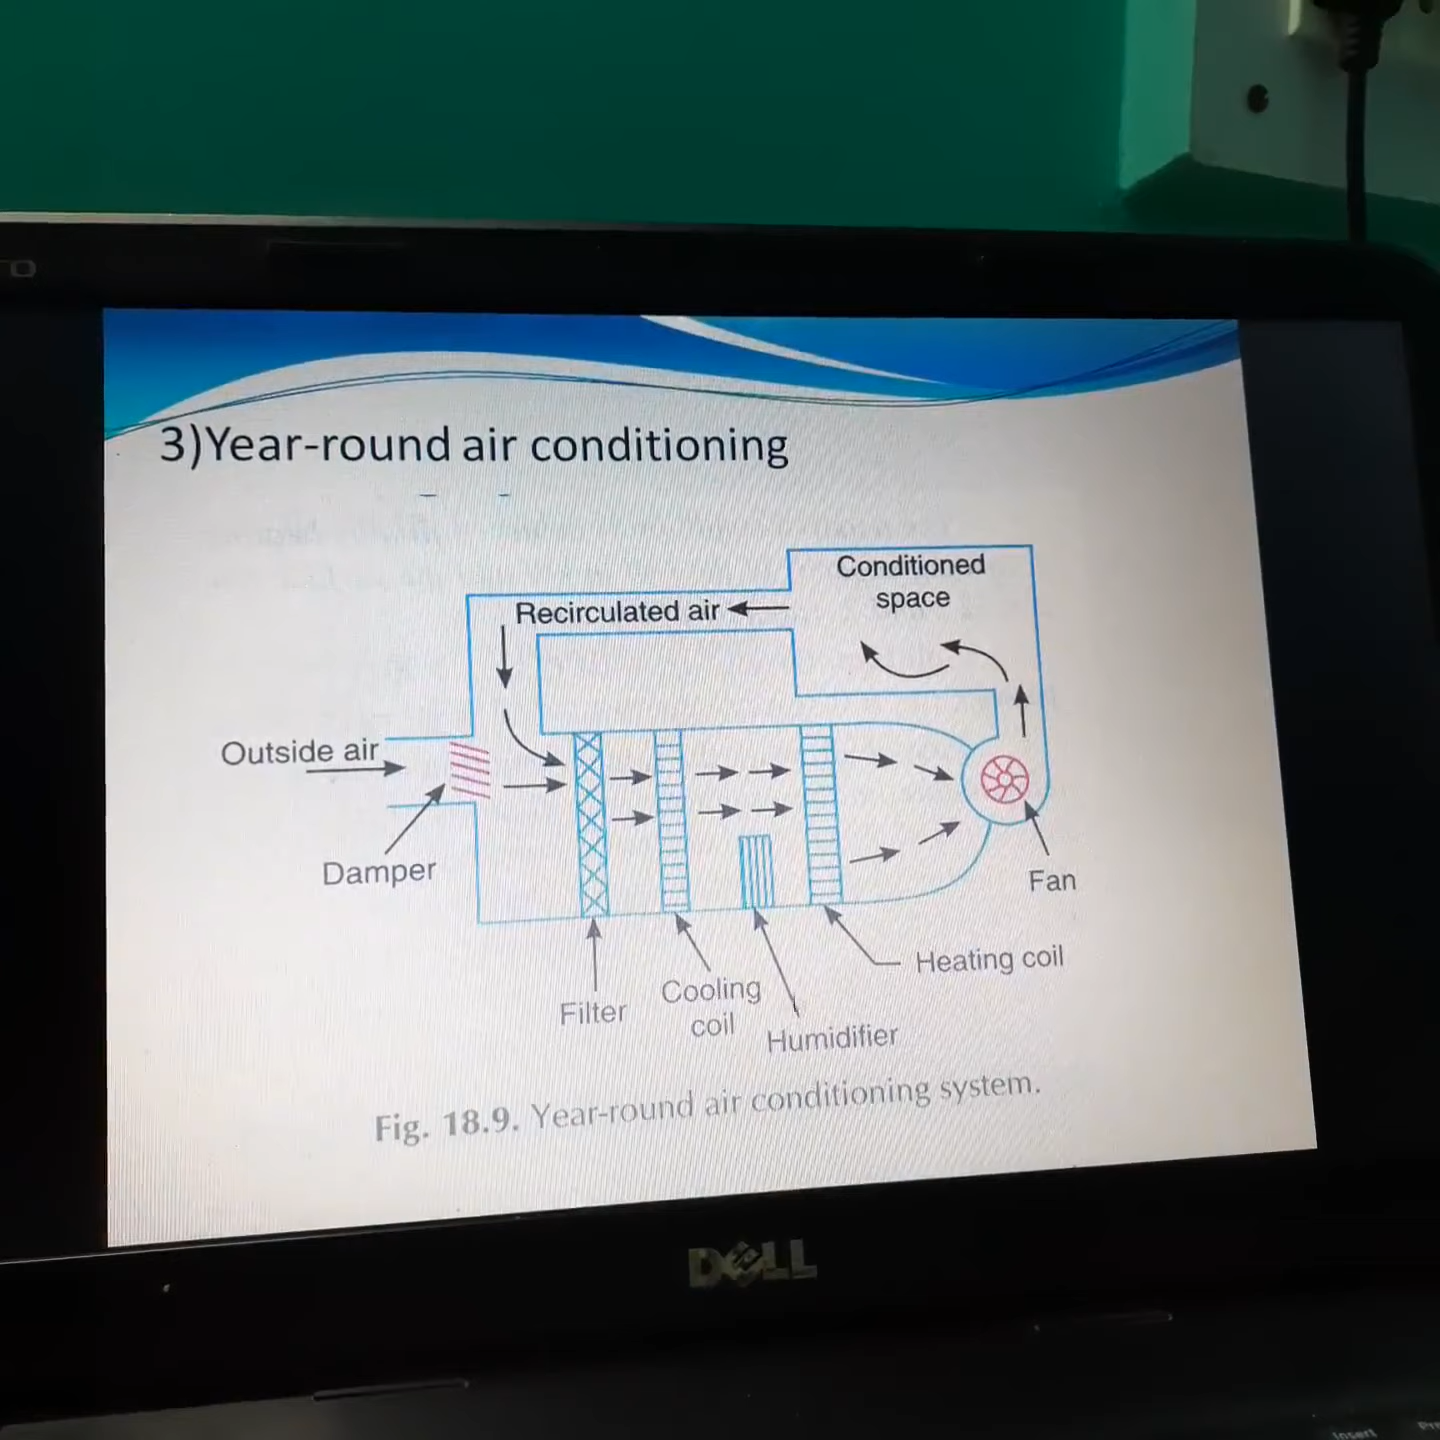 3)Year-round air conditioning
Conditioned
space
Recirculated air
Outside air
Damper
Fan
Heating coil
Cooling
coil
Filter
Humidifier
Fig. 18.9. Year-round air conditioning system.
DELL
Insert